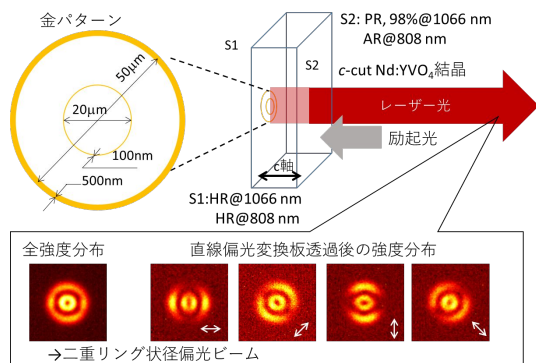 金パターン
50μm
20μm
100nm
500nm
S1
S2
S2: PR, 98%@1066 nm
AR@808 nm
c-cut Nd:YVO₄結晶
レーザー光
励起光
c軸
S1:HR@1066 nm
HR@808 nm
全強度分布
直線偏光変換板透過後の強度分布
→二重リング状径偏光ビーム